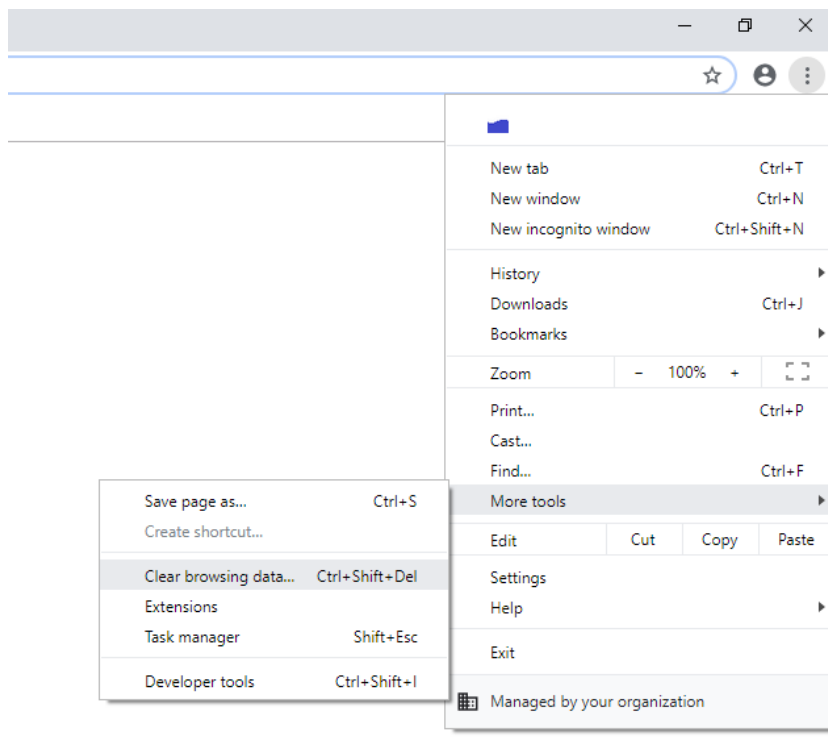 New tab Ctrl+T
New window Ctrl+N
New incognito window Ctrl+Shift+N
History
Downloads Ctrl+J
Bookmarks
Zoom - 100% +
Print... Ctrl+P
Cast...
Find... Ctrl+F
More tools
Edit Cut Copy Paste
Settings
Help
Exit
Managed by your organization
Save page as... Ctrl+S
Create shortcut...
Clear browsing data... Ctrl+Shift+Del
Extensions
Task manager Shift+Esc
Developer tools Ctrl+Shift+I